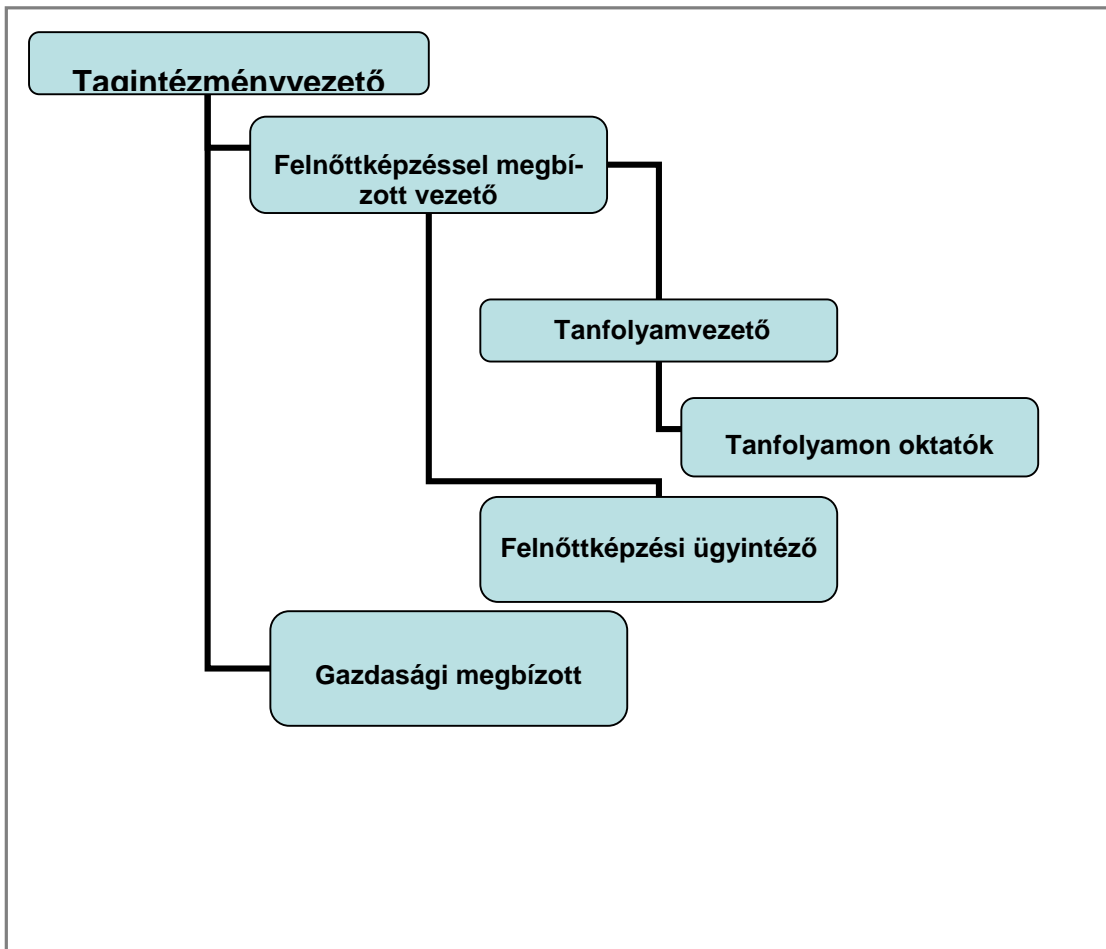 Tagintézményvezető
Felnőttképzéssel megbí-
zott vezető
Tanfolyamvezető
Tanfolyamon oktatók
Felnőttképzési ügyintéző
Gazdasági megbízott